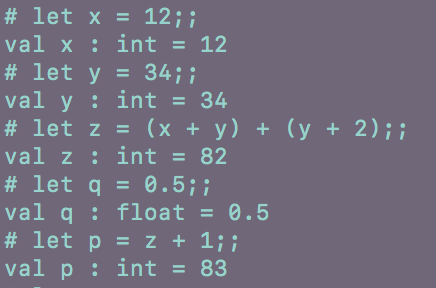 # let x = 12;;
val x : int = 12
# let y = 34;;
val y : int = 34
# let z = (x + y) + (y + 2);;
val z : int = 82
# let q = 0.5;;
val q : float = 0.5
# let p = z + 1;;
val p : int = 83